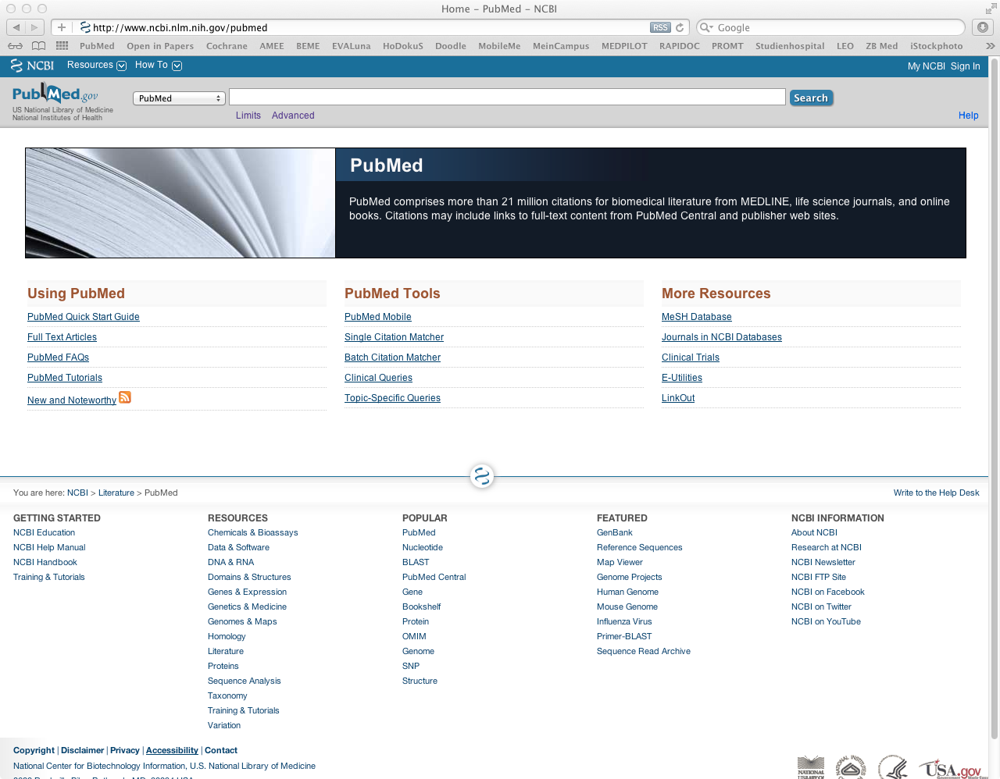 Home – PubMed – NCBI
http://www.ncbi.nlm.nih.gov/pubmed
RSS
Google
PubMed Open in Papers Cochrane AMEE BEME EVALuna HoDokuS Doodle MobileMe MeinCampus MEDPILOT RAPIDOC PROMT Studienhospital LEO ZB Med iStockphoto
NCBI Resources How To My NCBI Sign In
PubMed.gov
US National Library of Medicine
National Institutes of Health
PubMed
Search
Limits Advanced Help
PubMed
PubMed comprises more than 21 million citations for biomedical literature from MEDLINE, life science journals, and online
books. Citations may include links to full-text content from PubMed Central and publisher web sites.
Using PubMed
PubMed Quick Start Guide
Full Text Articles
PubMed FAQs
PubMed Tutorials
New and Noteworthy
PubMed Tools
PubMed Mobile
Single Citation Matcher
Batch Citation Matcher
Clinical Queries
Topic-Specific Queries
More Resources
MeSH Database
Journals in NCBI Databases
Clinical Trials
E-Utilities
LinkOut
You are here: NCBI > Literature > PubMed
Write to the Help Desk
GETTING STARTED
NCBI Education
NCBI Help Manual
NCBI Handbook
Training & Tutorials
RESOURCES
Chemicals & Bioassays
Data & Software
DNA & RNA
Domains & Structures
Genes & Expression
Genetics & Medicine
Genomes & Maps
Homology
Literature
Proteins
Sequence Analysis
Taxonomy
Training & Tutorials
Variation
POPULAR
PubMed
Nucleotide
BLAST
PubMed Central
Gene
Bookshelf
Protein
OMIM
Genome
SNP
Structure
FEATURED
GenBank
Reference Sequences
Map Viewer
Genome Projects
Human Genome
Mouse Genome
Influenza Virus
Primer-BLAST
Sequence Read Archive
NCBI INFORMATION
About NCBI
Research at NCBI
NCBI Newsletter
NCBI FTP Site
NCBI on Facebook
NCBI on Twitter
NCBI on YouTube
Copyright | Disclaimer | Privacy | Accessibility | Contact
National Center for Biotechnology Information, U.S. National Library of Medicine
NATIONAL
LIBRARY OF
USA.gov